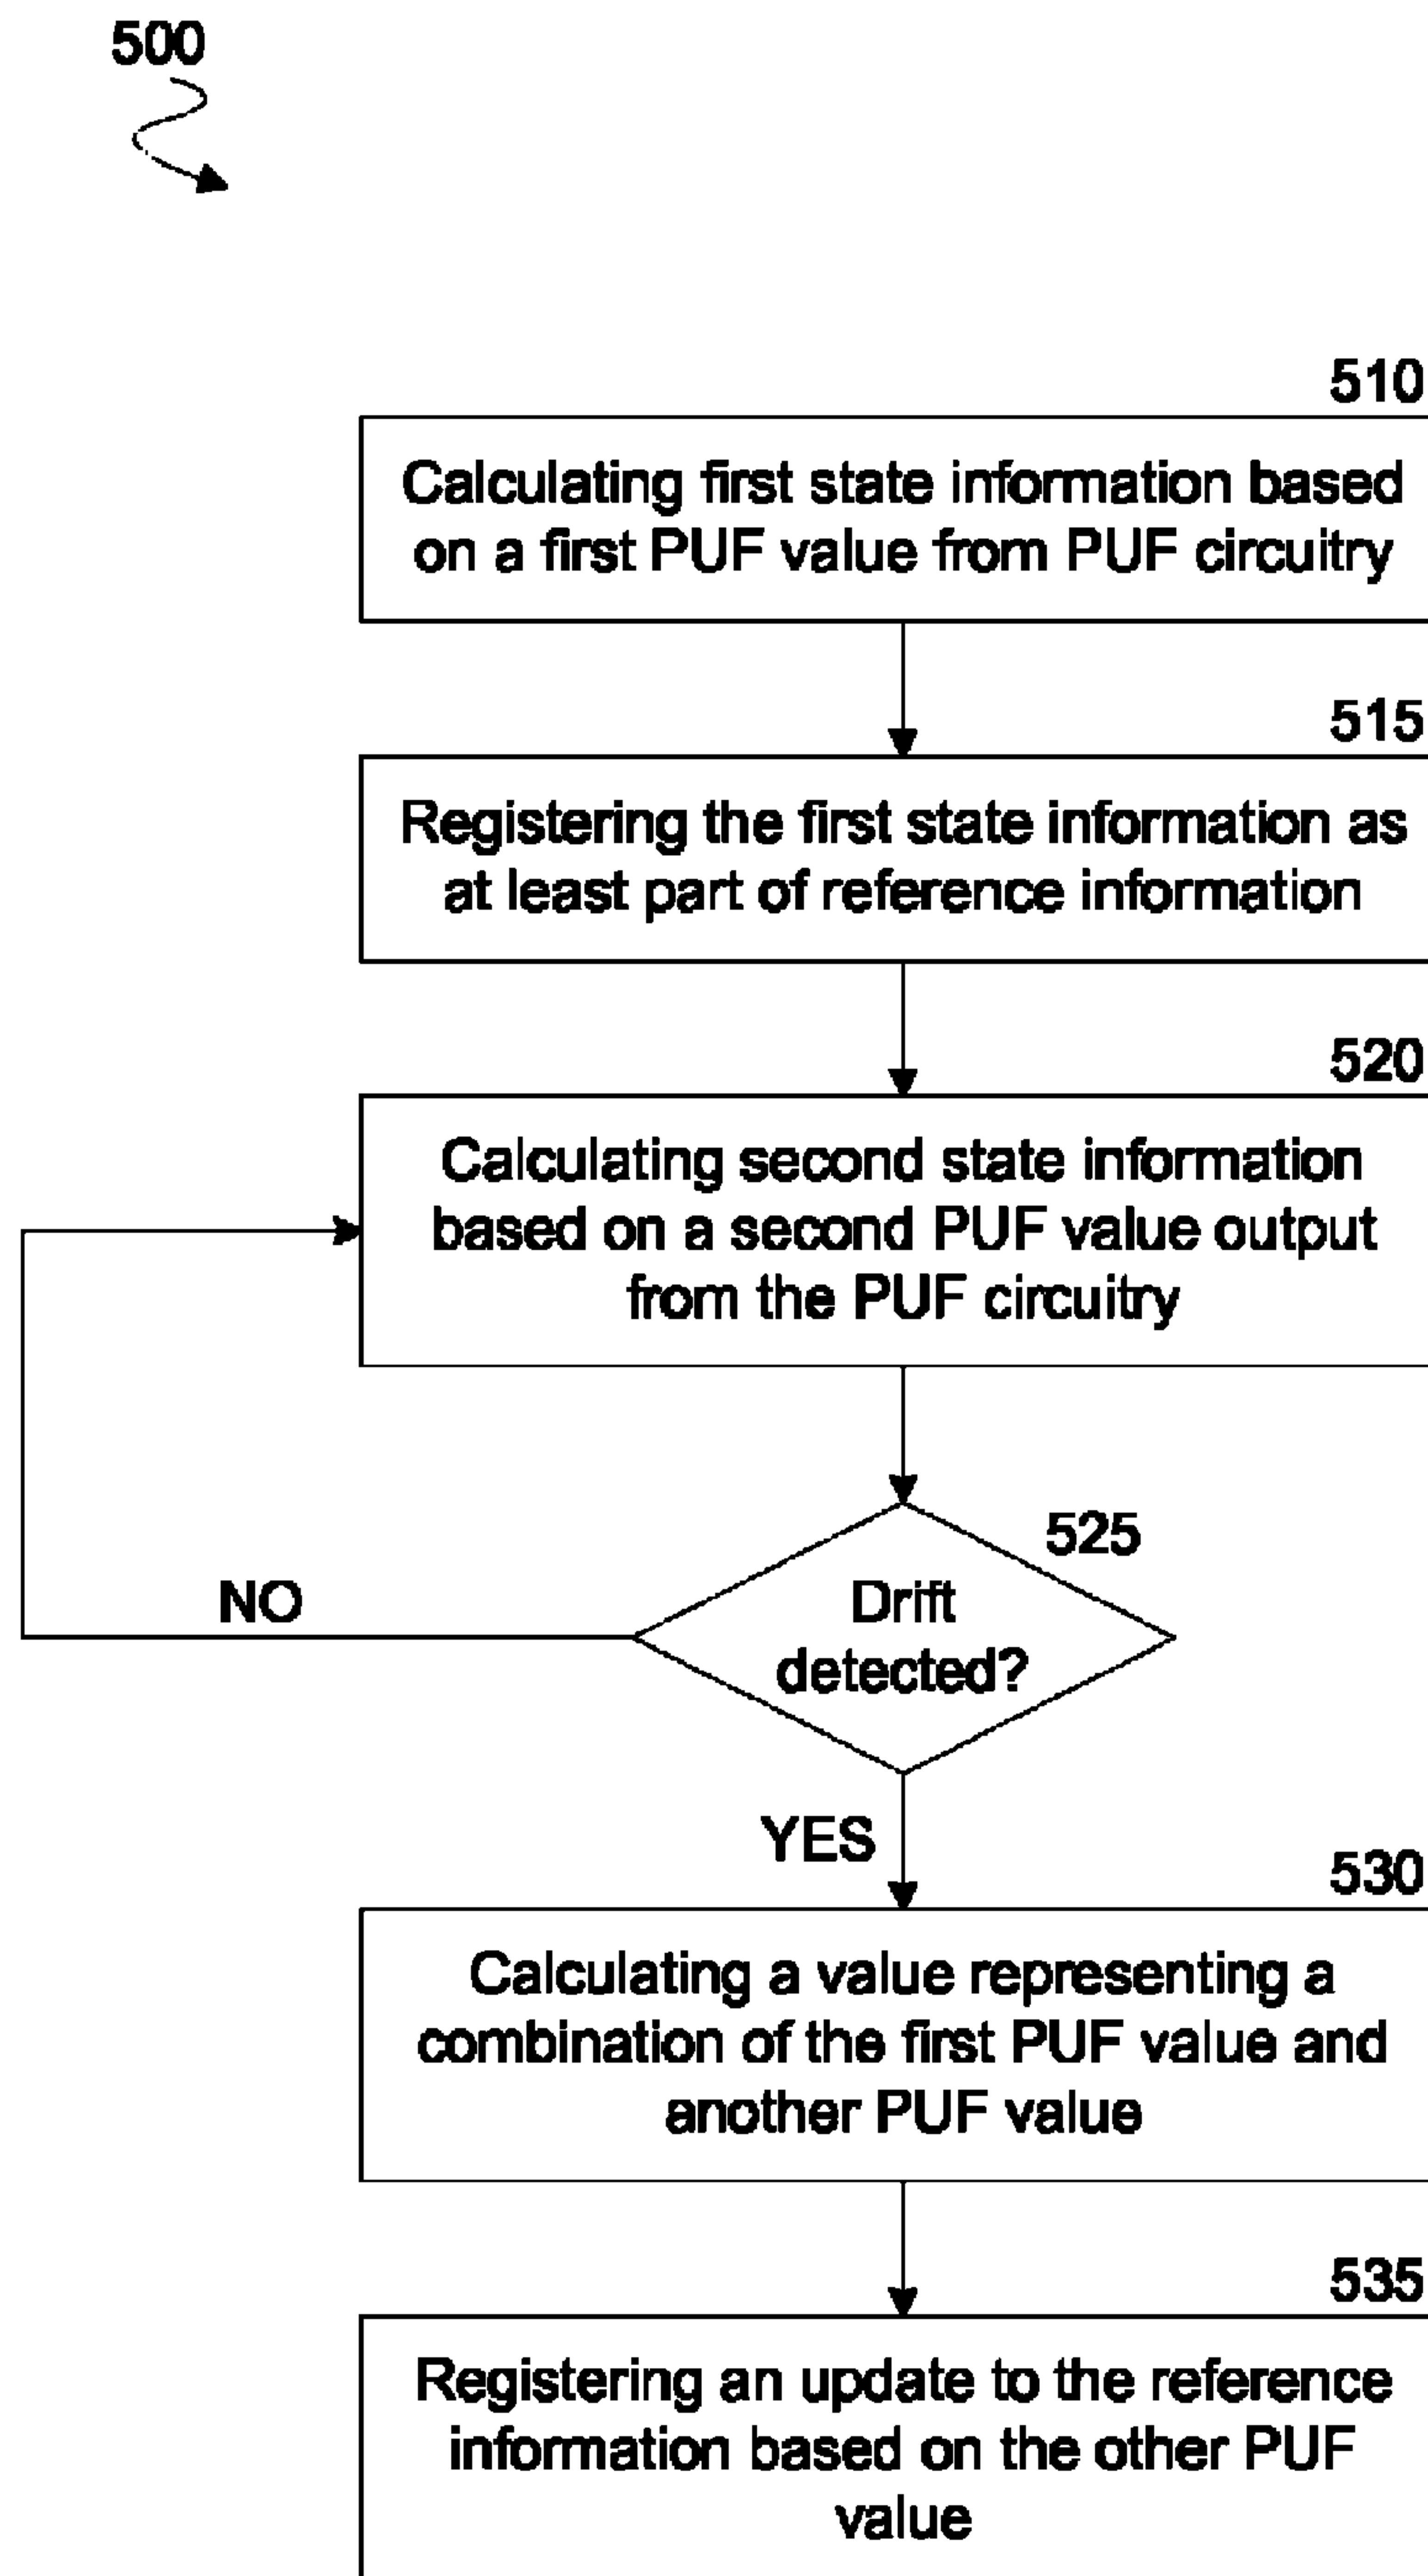 500
510
Calculating first state information based
on a first PUF value from PUF circuitry
515
Registering the first state information as
at least part of reference information
520
Calculating second state information
based on a second PUF value output
from the PUF circuitry
525
Drift
detected?
NO
YES
530
Calculating a value representing a
combination of the first PUF value and
another PUF value
535
Registering an update to the reference
information based on the other PUF
value